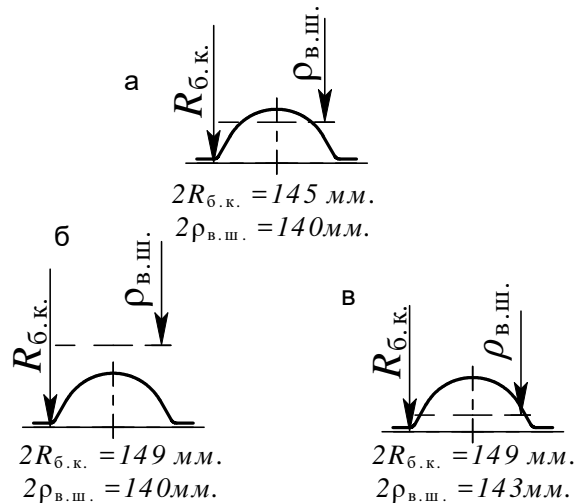 а
R б.к.
ρ в.ш.
2R б.к. =145 мм.
2ρ в.ш. =140мм.
б
R б.к.
ρ в.ш.
2R б.к. =149 мм.
2ρ в.ш. =140мм.
в
R б.к.
ρ в.ш.
2R б.к. =149 мм.
2ρ в.ш. =143мм.